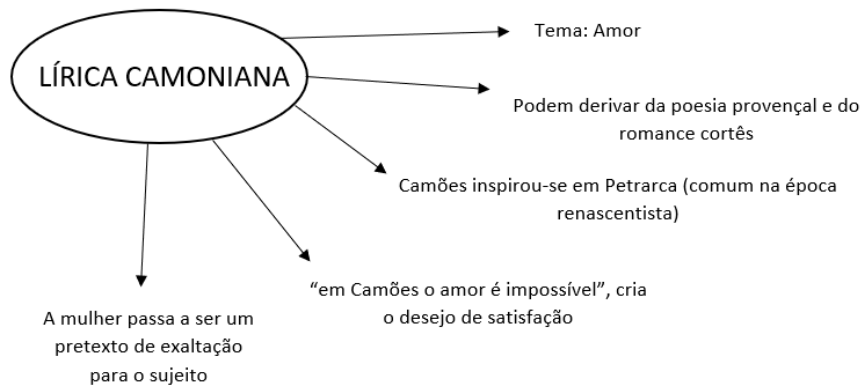 LÍRICA CAMONIANA
Tema: Amor
Podem derivar da poesia provençal e do
romance cortês
Camões inspirou-se em Petrarca (comum na época
renascentista)
“em Camões o amor é impossível”, cria
o desejo de satisfação
A mulher passa a ser um
pretexto de exaltação
para o sujeito